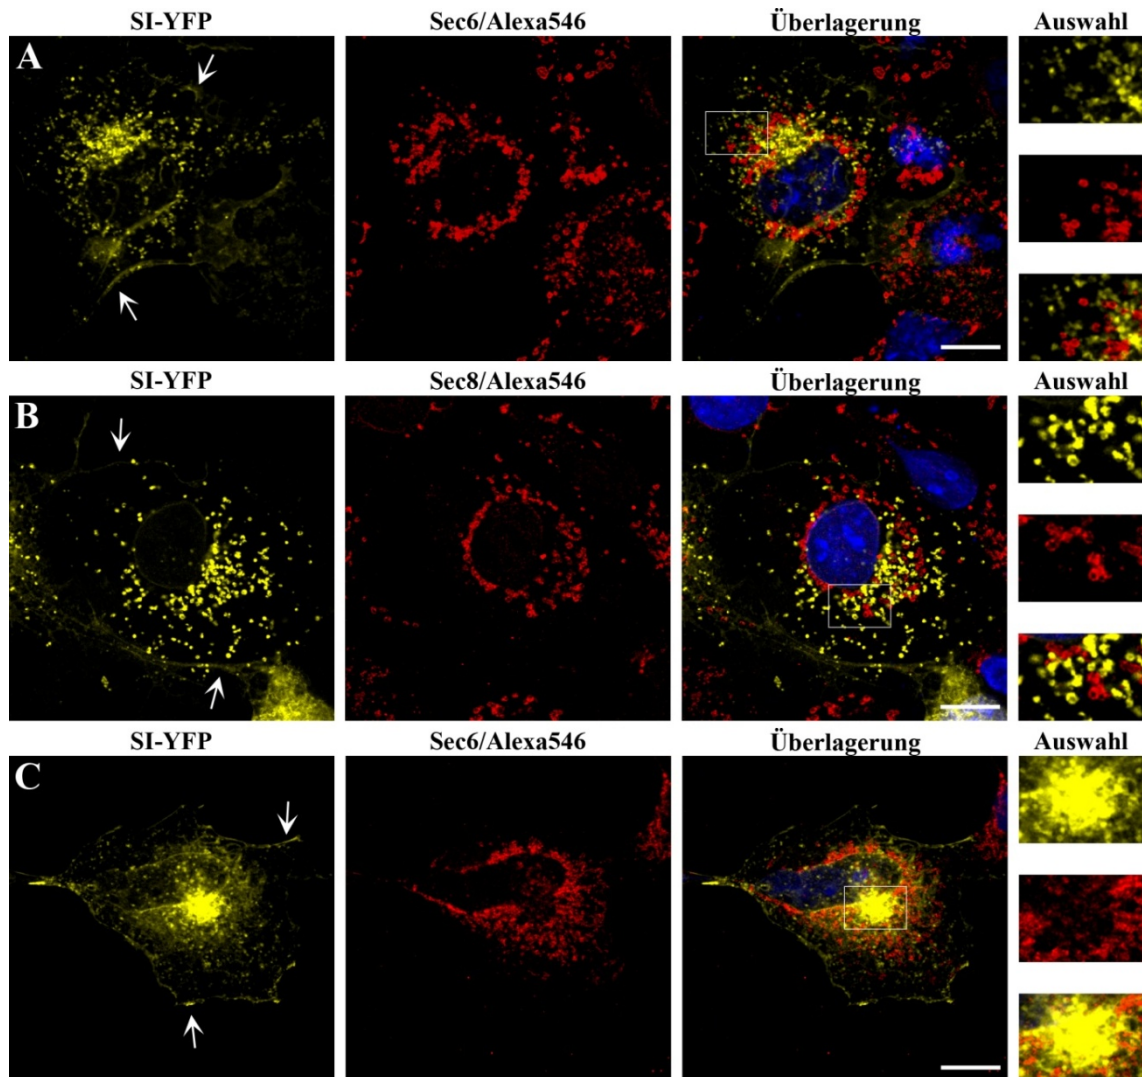 SI-YFP Sec6/Alexa546 Überlagerung Auswahl
A
SI-YFP Sec8/Alexa546 Überlagerung Auswahl
B
SI-YFP Sec6/Alexa546 Überlagerung Auswahl
C